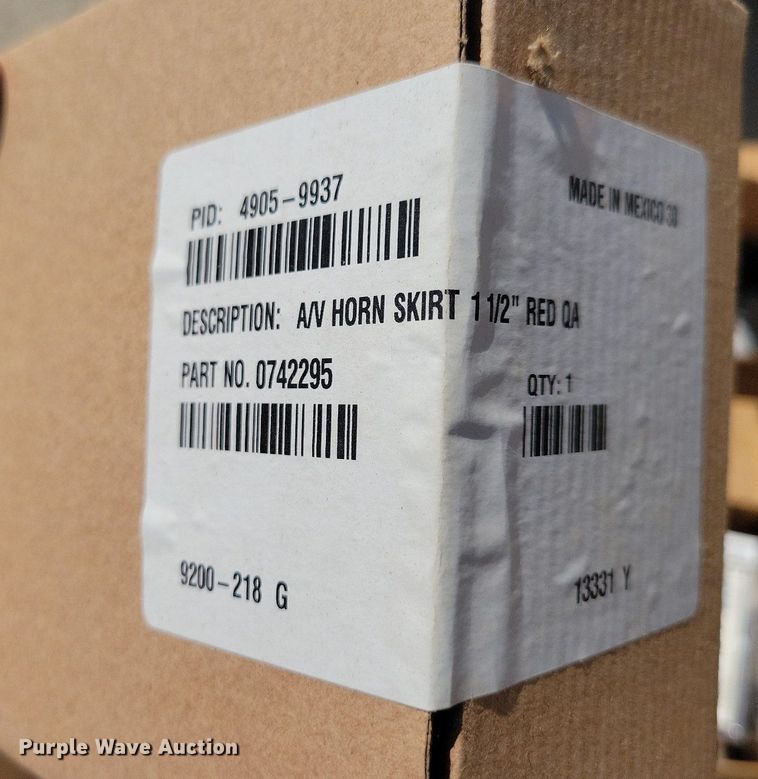 PID: 4905-9937
MADE IN MEXICO 30
DESCRIPTION: A/V HORN SKIRT 1 1/2" RED QA
PART NO. 0742295
QTY: 1
9200-218 G
13331 Y
Purple Wave Auction